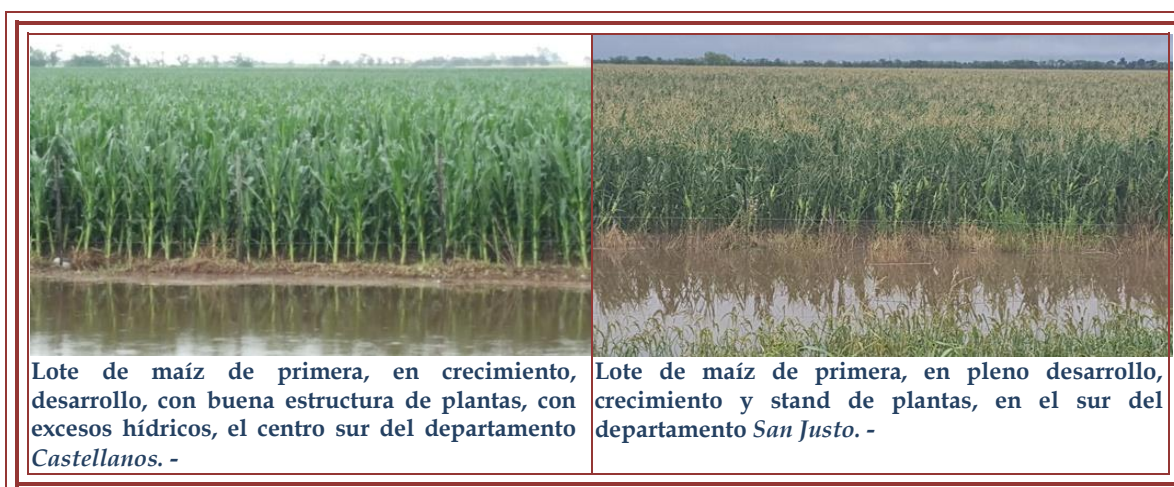 Lote de maíz de primera, en crecimiento,
desarrollo, con buena estructura de plantas, con
excesos hídricos, el centro sur del departamento
Castellanos. -
Lote de maíz de primera, en pleno desarrollo,
crecimiento y stand de plantas, en el sur del
departamento San Justo. -